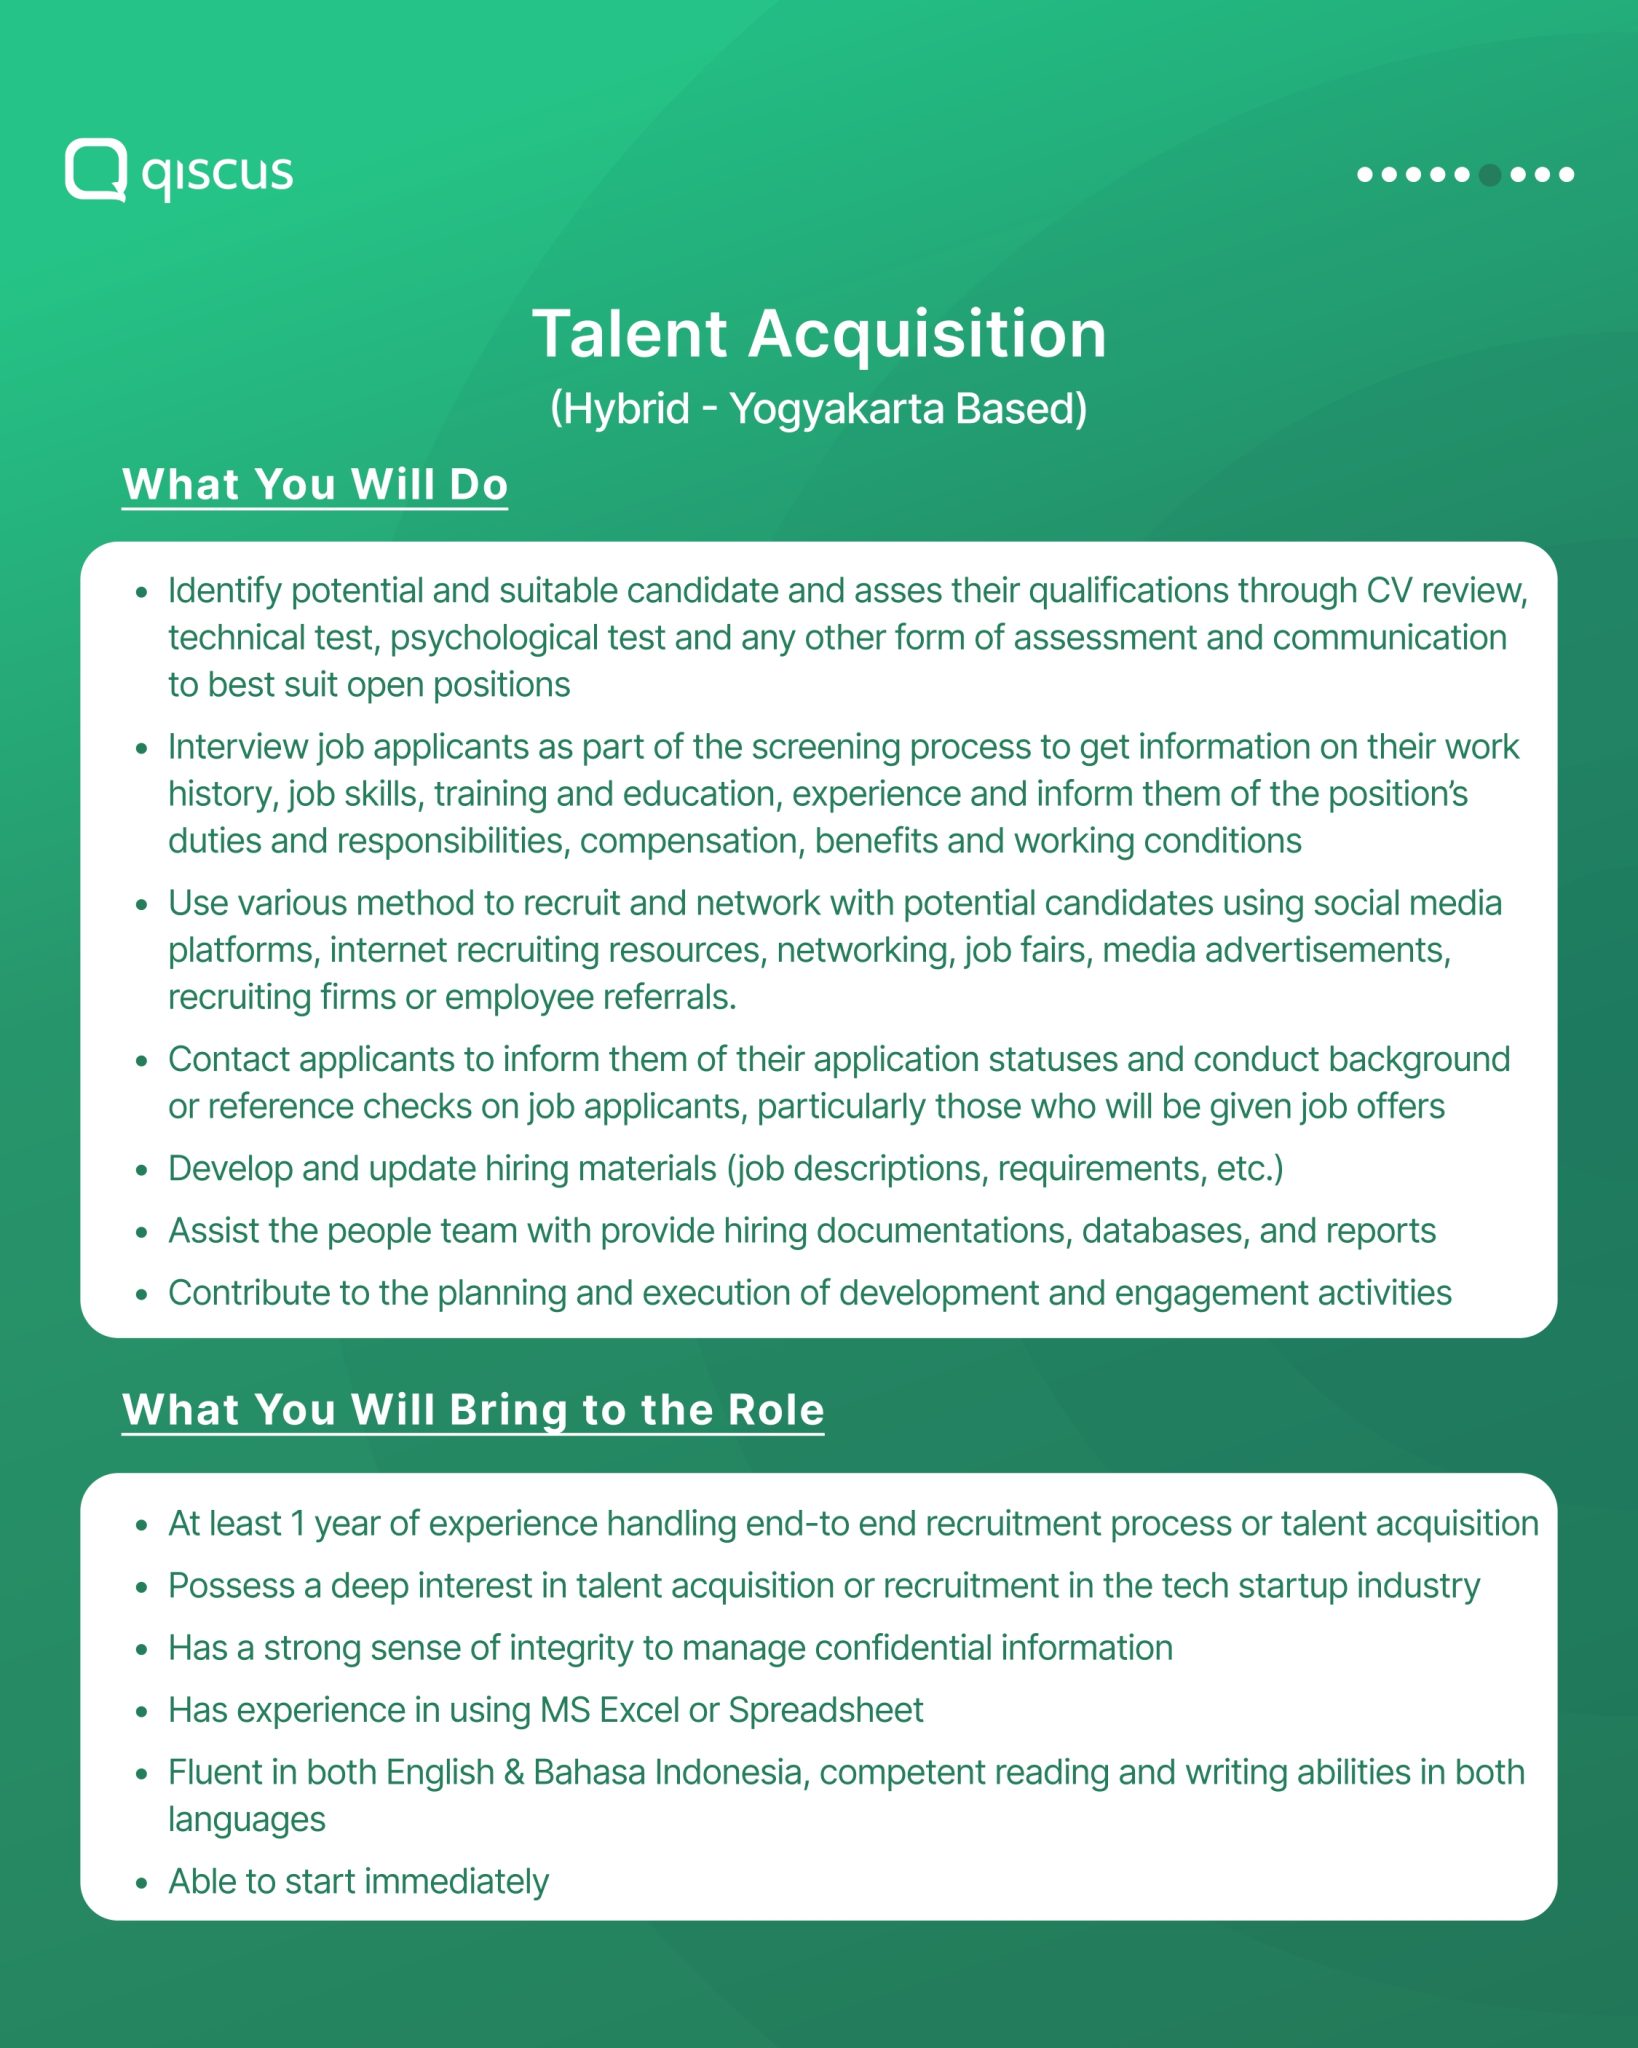 qiscus
Talent Acquisition
(Hybrid - Yogyakarta Based)
What You Will Do
• Identify potential and suitable candidate and asses their qualifications through CV review,
technical test, psychological test and any other form of assessment and communication
to best suit open positions
• Interview job applicants as part of the screening process to get information on their work
history, job skills, training and education, experience and inform them of the position’s
duties and responsibilities, compensation, benefits and working conditions
• Use various method to recruit and network with potential candidates using social media
platforms, internet recruiting resources, networking, job fairs, media advertisements,
recruiting firms or employee referrals.
• Contact applicants to inform them of their application statuses and conduct background
or reference checks on job applicants, particularly those who will be given job offers
• Develop and update hiring materials (job descriptions, requirements, etc.)
• Assist the people team with provide hiring documentations, databases, and reports
• Contribute to the planning and execution of development and engagement activities
What You Will Bring to the Role
• At least 1 year of experience handling end-to end recruitment process or talent acquisition
• Possess a deep interest in talent acquisition or recruitment in the tech startup industry
• Has a strong sense of integrity to manage confidential information
• Has experience in using MS Excel or Spreadsheet
• Fluent in both English & Bahasa Indonesia, competent reading and writing abilities in both
languages
• Able to start immediately